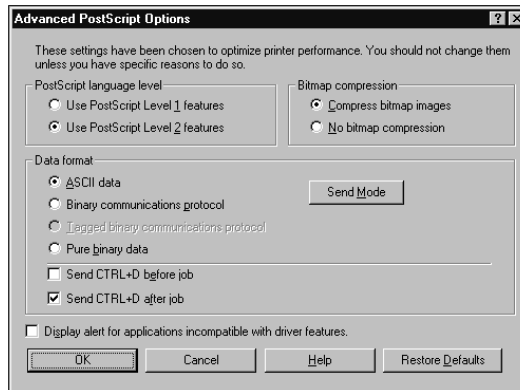 Advanced PostScript Options
These settings have been chosen to optimize printer performance. You should not change them
unless you have specific reasons to do so.
PostScript language level
Use PostScript Level 1 features
Use PostScript Level 2 features
Bitmap compression
Compress bitmap images
No bitmap compression
Data format
ASCII data
Binary communications protocol
Tagged binary communications protocol
Pure binary data
Send Mode
Send CTRL+D before job
Send CTRL+D after job
Display alert for applications incompatible with driver features.
OK
Cancel
Help
Restore Defaults